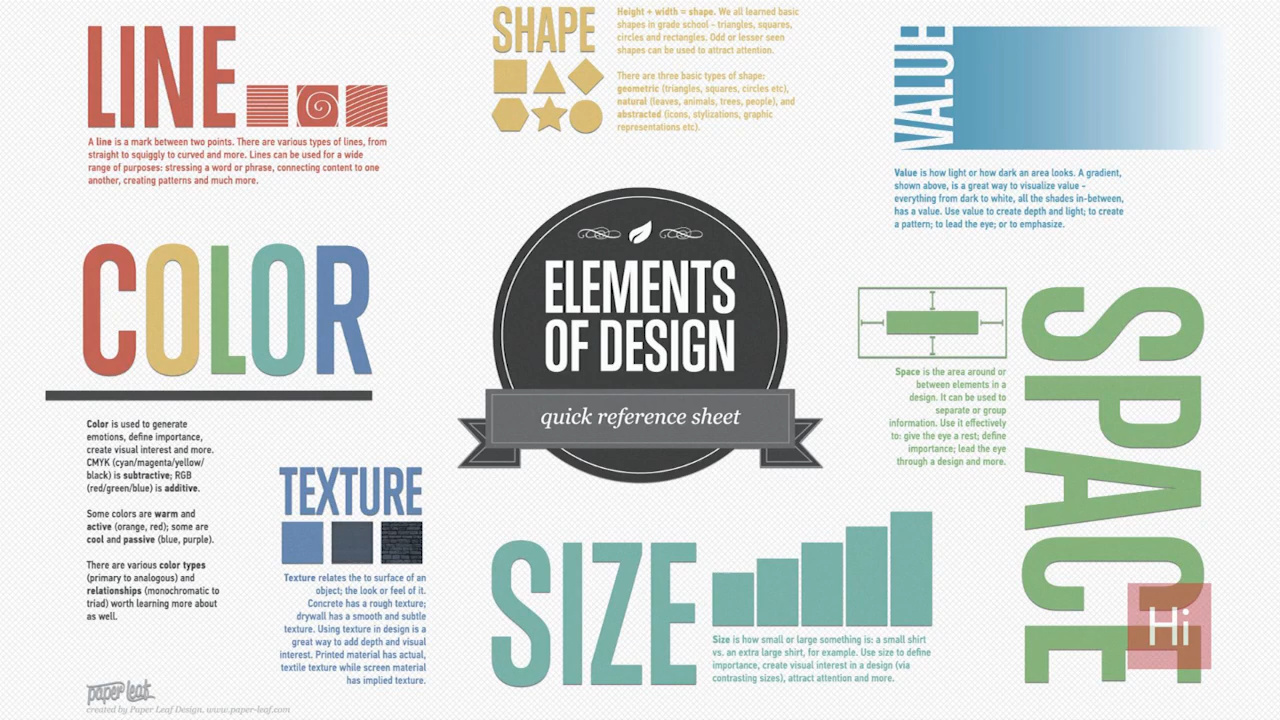 LINE
A line is a mark between two points. There are various types of lines, from
straight to squiggly to curved and more. Lines can be used for a wide
range of purposes: stressing a word or phrase, connecting content to one
another, creating patterns and much more.
SHAPE
Height + width = shape. We all learned basic
shapes in grade school - triangles, squares,
circles and rectangles. Odd or lesser seen
shapes can be used to attract attention.
There are three basic types of shape:
geometric (triangles, squares, circles etc),
natural (leaves, animals, trees, people), and
abstracted (icons, stylizations, graphic
representations etc).
VALUE
Value is how light or how dark an area looks. A gradient,
shown above, is a great way to visualize value -
everything from dark to white, all the shades in-between,
has a value. Use value to create depth and light; to create
a pattern; to lead the eye; or to emphasize.
COLOR
Color is used to generate
emotions, define importance,
create visual interest and more.
CMYK (cyan/magenta/yellow/
black) is subtractive; RGB
(red/green/blue) is additive.
Some colors are warm and
active (orange, red); some are
cool and passive (blue, purple).
There are various color types
(primary to analogous) and
relationships (monochromatic to
triad) worth learning more about
as well.
ELEMENTS
OF DESIGN
quick reference sheet
SPACE
Space is the area around or
between elements in a
design. It can be used to
separate or group
information. Use it effectively
to: give the eye a rest; define
importance; lead the eye
through a design and more.
TEXTURE
Texture relates the to surface of an
object; the look or feel of it.
Concrete has a rough texture;
drywall has a smooth and subtle
texture. Using texture in design is a
great way to add depth and visual
interest. Printed material has actual,
textile texture while screen material
has implied texture.
SIZE
Size is how small or large something is: a small shirt
vs. an extra large shirt, for example. Use size to define
importance, create visual interest in a design (via
contrasting sizes), attract attention and more.
Hi
paper leaf
created by Paper Leaf Design, www.paper-leaf.com